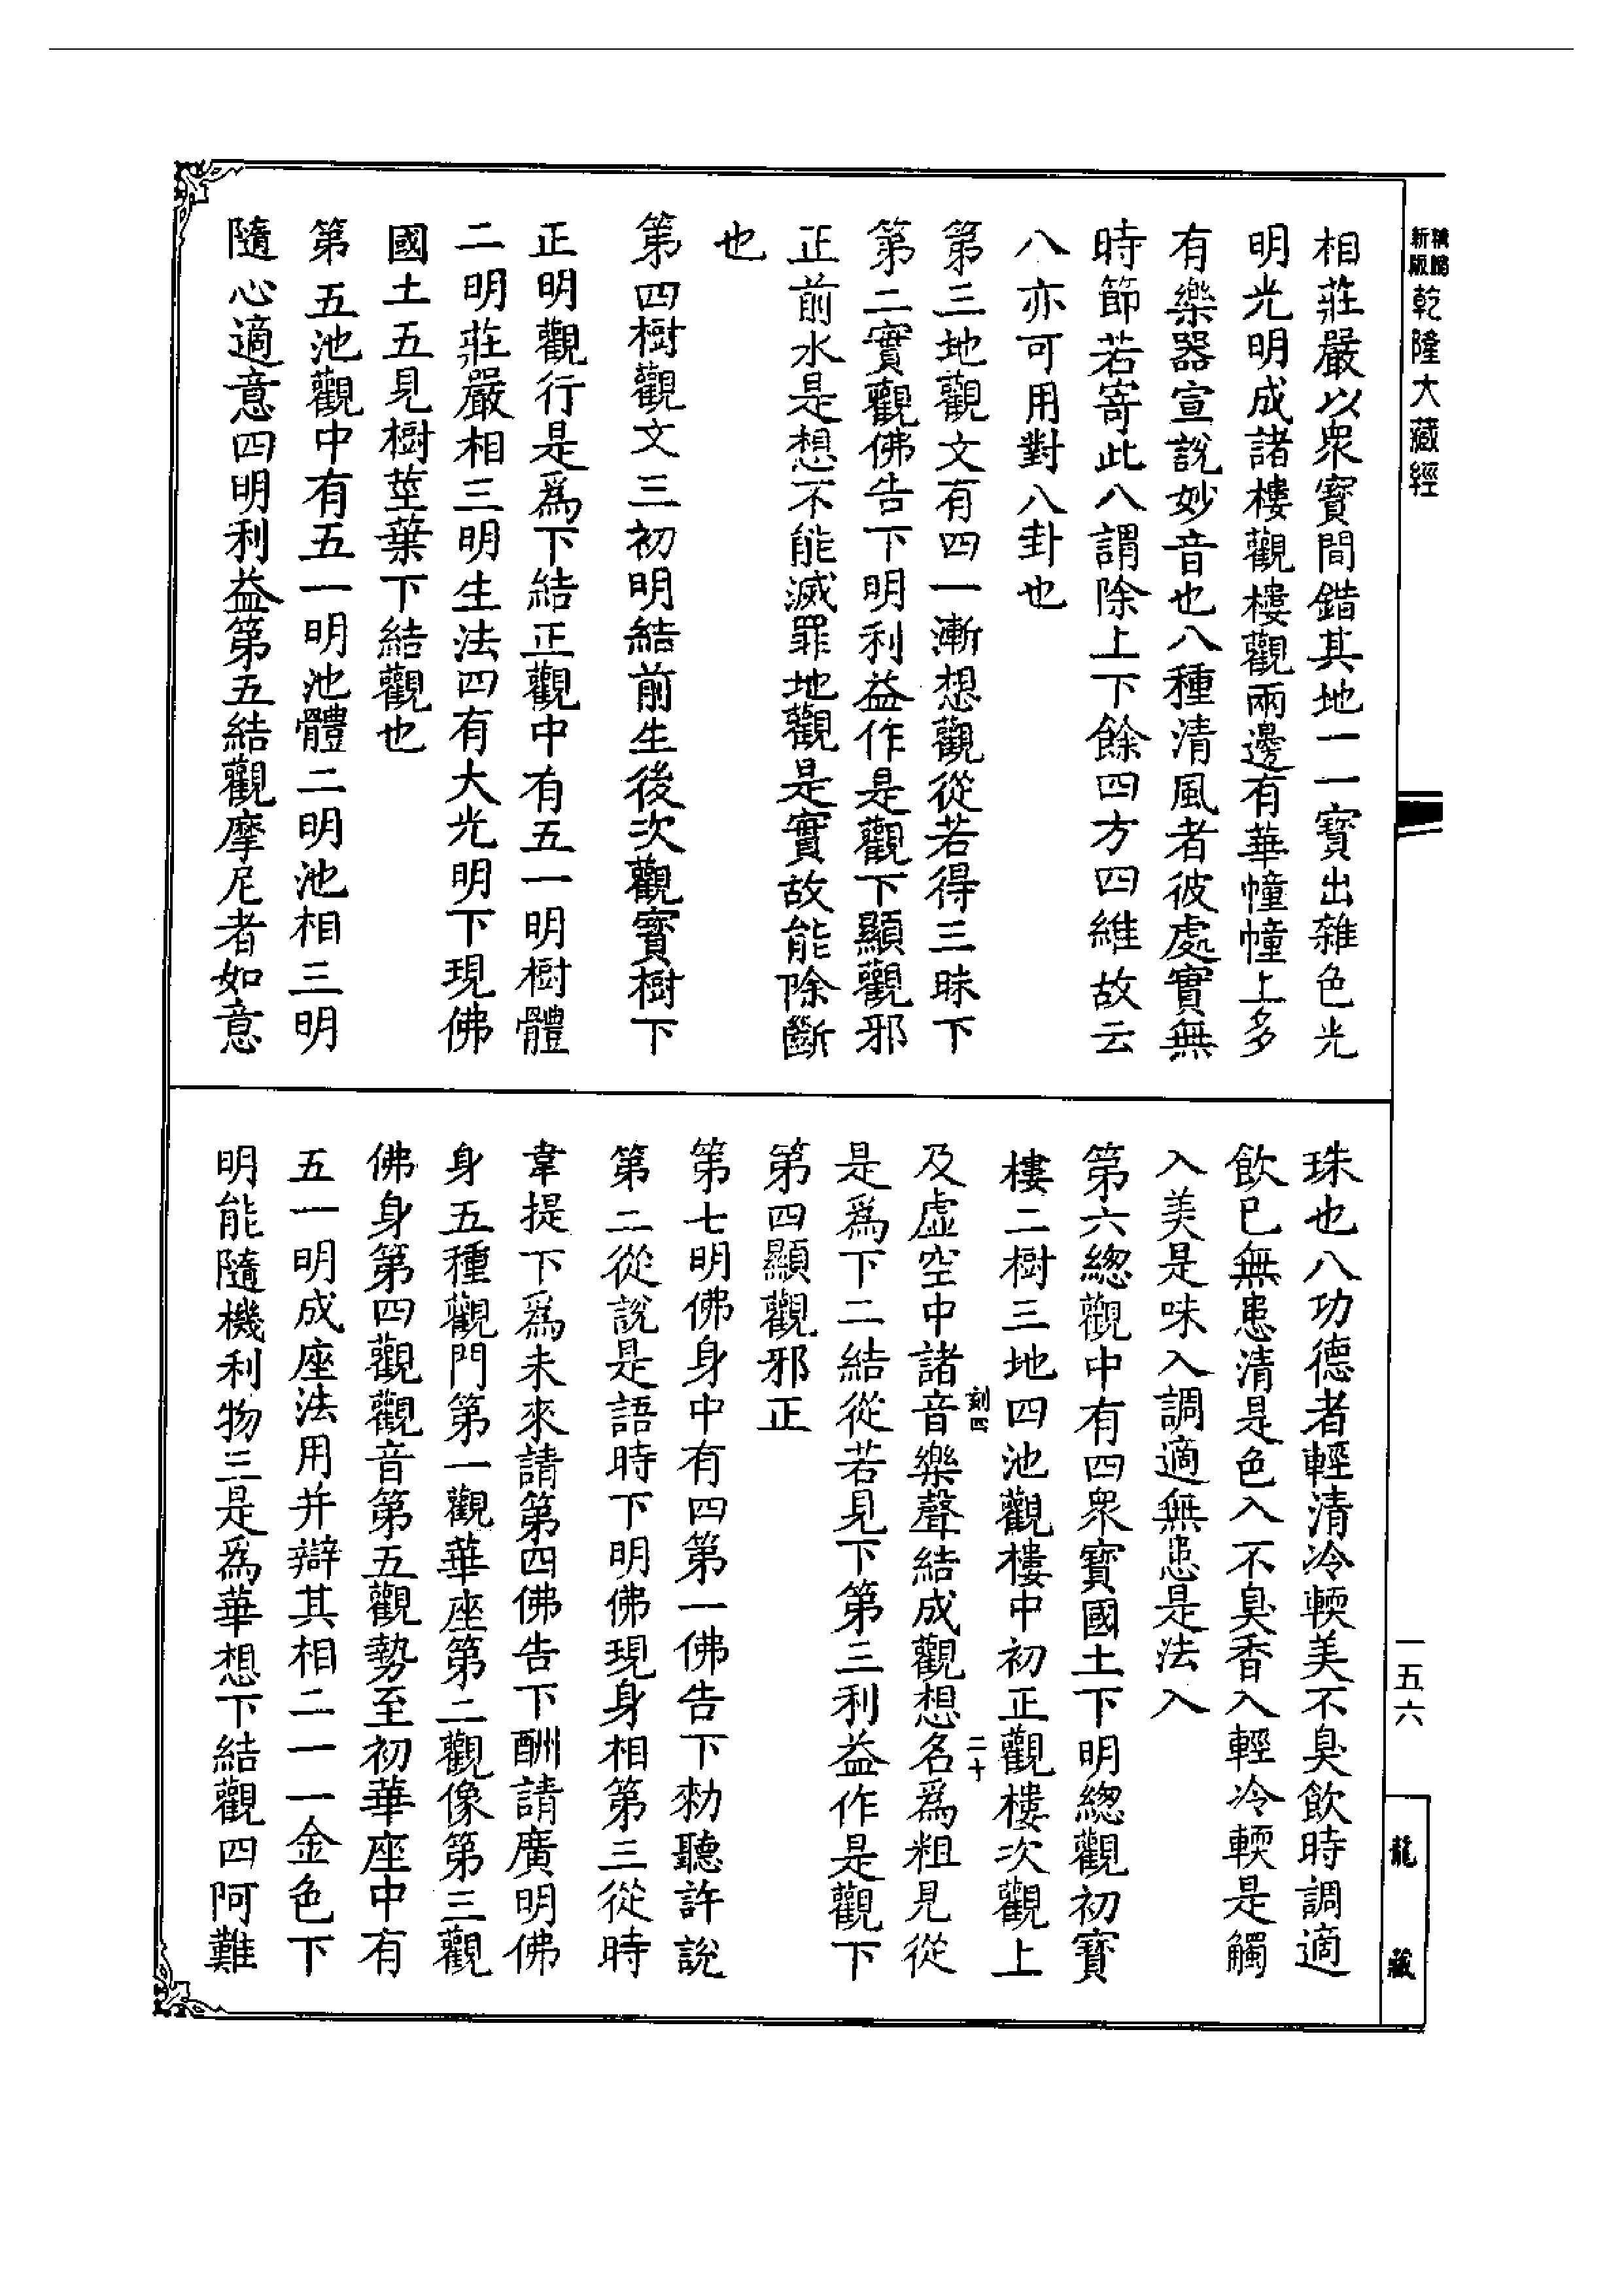 新版
精縮
乾隆大藏經
相莊嚴以衆寶間錯其地一一寶出雜色光
明光明成諸樓觀樓觀兩邊有華幢幢上多
有樂器宣説妙音也八種清風者彼處實無
時節若寄此八謂除上下餘四方四維故云
八亦可用對八卦也
第三地觀文有四一漸想觀從若得三昧下
第二實觀佛告下明利益作是觀下顯觀邪
正前水是想不能滅罪地觀是實故能除斷
也
第四樹觀文三初明結前生後次觀寳樹下
正明觀行是爲下結正觀中有五一明樹體
二明莊嚴相三明生法四有大光明下現佛
國土五見樹莖葉下結觀也
第五池觀中有五一明池體二明池相三明
隨心適意四明利益第五結觀摩尼者如意
珠也八功德者輕清冷輭美不臭飲時調適
飲已無患清是色入不臭香入輕冷輭是觸
入美是味入調適無患是法入
第六總觀中有四衆寶國土下明總觀初寳
樓二樹三地四池觀樓中初正觀樓次觀上
及虛空中諸音樂聲結成觀想名爲粗見從
刻四
二十
是爲下二結從若見下第三利益作是觀下
第四顯觀邪正
第七明佛身中有四第一佛告下勑聽許説
第二從説是語時下明佛現身相第三從時
韋提下爲未來請第四佛告下酬請廣明佛
身五種觀門第一觀華座第二觀像第三觀
佛身第四觀觀音第五觀勢至初華座中有
五一明成座法用并辯其相二一一金色下
明能隨機利物三是爲華想下結觀四阿難
一五六
龍藏